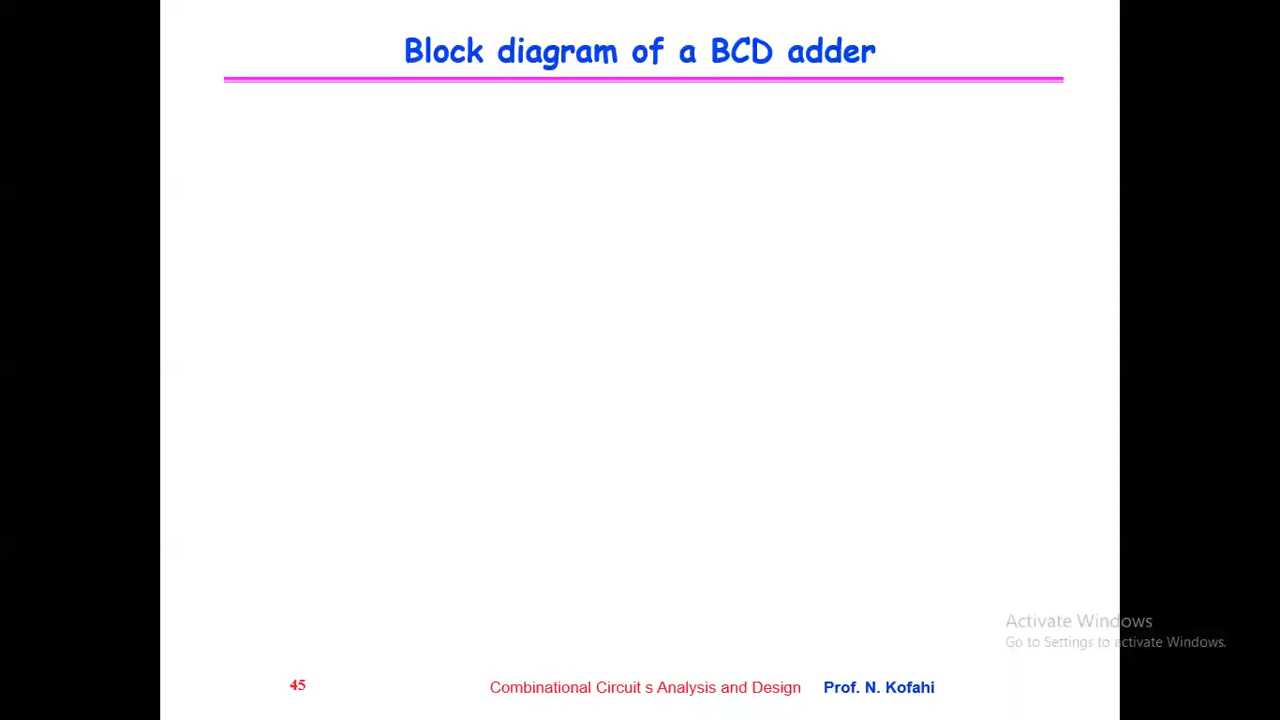 Block diagram of a BCD adder
Activate Windows
Go to Settings to activate Windows.
45 Combinational Circuit s Analysis and Design Prof. N. Kofahi